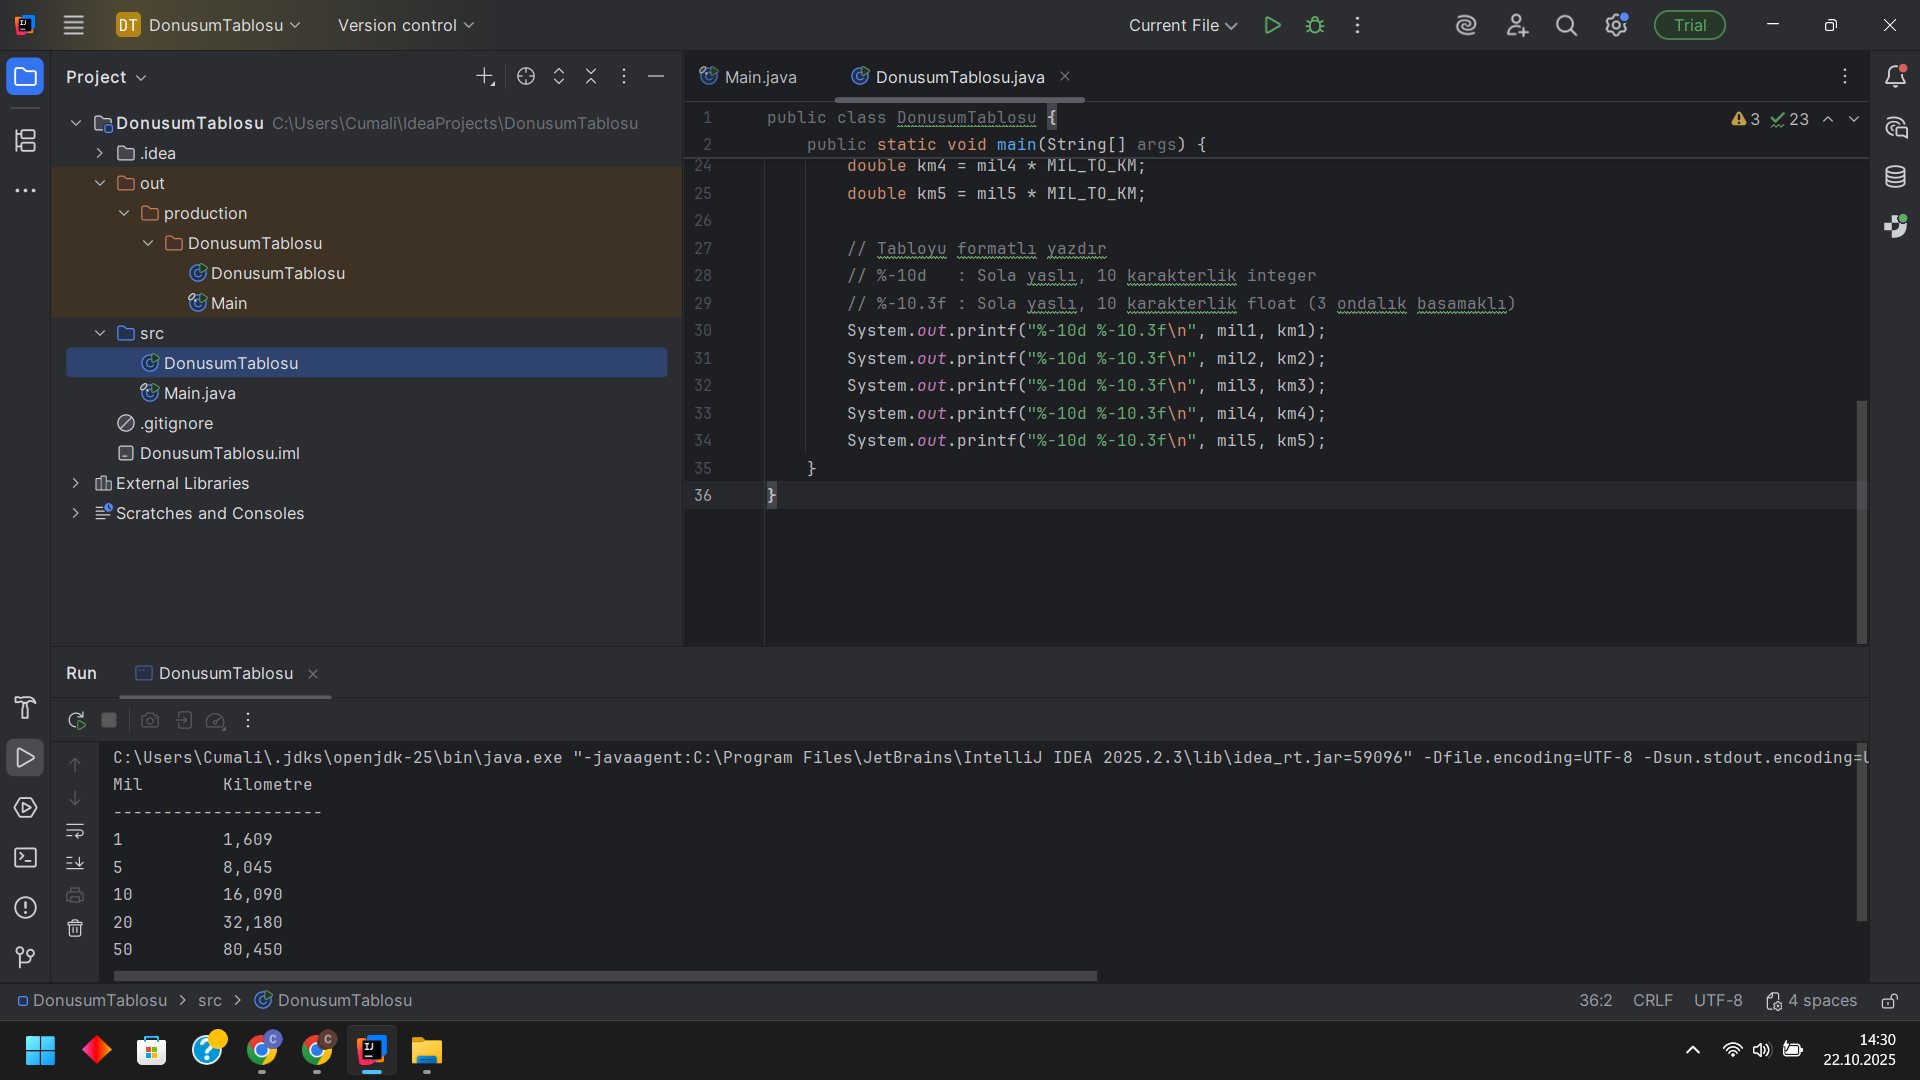 DT DonusumTablosu Version control Current File Trial
Project
Main.java DonusumTablosu.java
DonusumTablosu C:\Users\Cumali\IdeaProjects\DonusumTablosu
.idea
out
production
DonusumTablosu
DonusumTablosu
Main
src
DonusumTablosu
Main.java
.gitignore
DonusumTablosu.iml
External Libraries
Scratches and Consoles
3 23
1 public class DonusumTablosu {
2 public static void main(String[] args) {
24 double km4 = mil4 * MIL_TO_KM;
25 double km5 = mil5 * MIL_TO_KM;
26
27 // Tabloyu formatlı yazdır
28 // %-10d   : Sola yaslı, 10 karakterlik integer
29 // %-10.3f : Sola yaslı, 10 karakterlik float (3 ondalık basamaklı)
30 System.out.printf("%-10d %-10.3f\n", mil1, km1);
31 System.out.printf("%-10d %-10.3f\n", mil2, km2);
32 System.out.printf("%-10d %-10.3f\n", mil3, km3);
33 System.out.printf("%-10d %-10.3f\n", mil4, km4);
34 System.out.printf("%-10d %-10.3f\n", mil5, km5);
35 }
36 }
Run DonusumTablosu
C:\Users\Cumali\.jdks\openjdk-25\bin\java.exe "-javaagent:C:\Program Files\JetBrains\IntelliJ IDEA 2025.2.3\lib\idea_rt.jar=59096" -Dfile.encoding=UTF-8 -Dsun.stdout.encoding=
Mil Kilometre
---------------------
1 1,609
5 8,045
10 16,090
20 32,180
50 80,450
DonusumTablosu > src > DonusumTablosu 36:2 CRLF UTF-8 4 spaces
14:30
22.10.2025